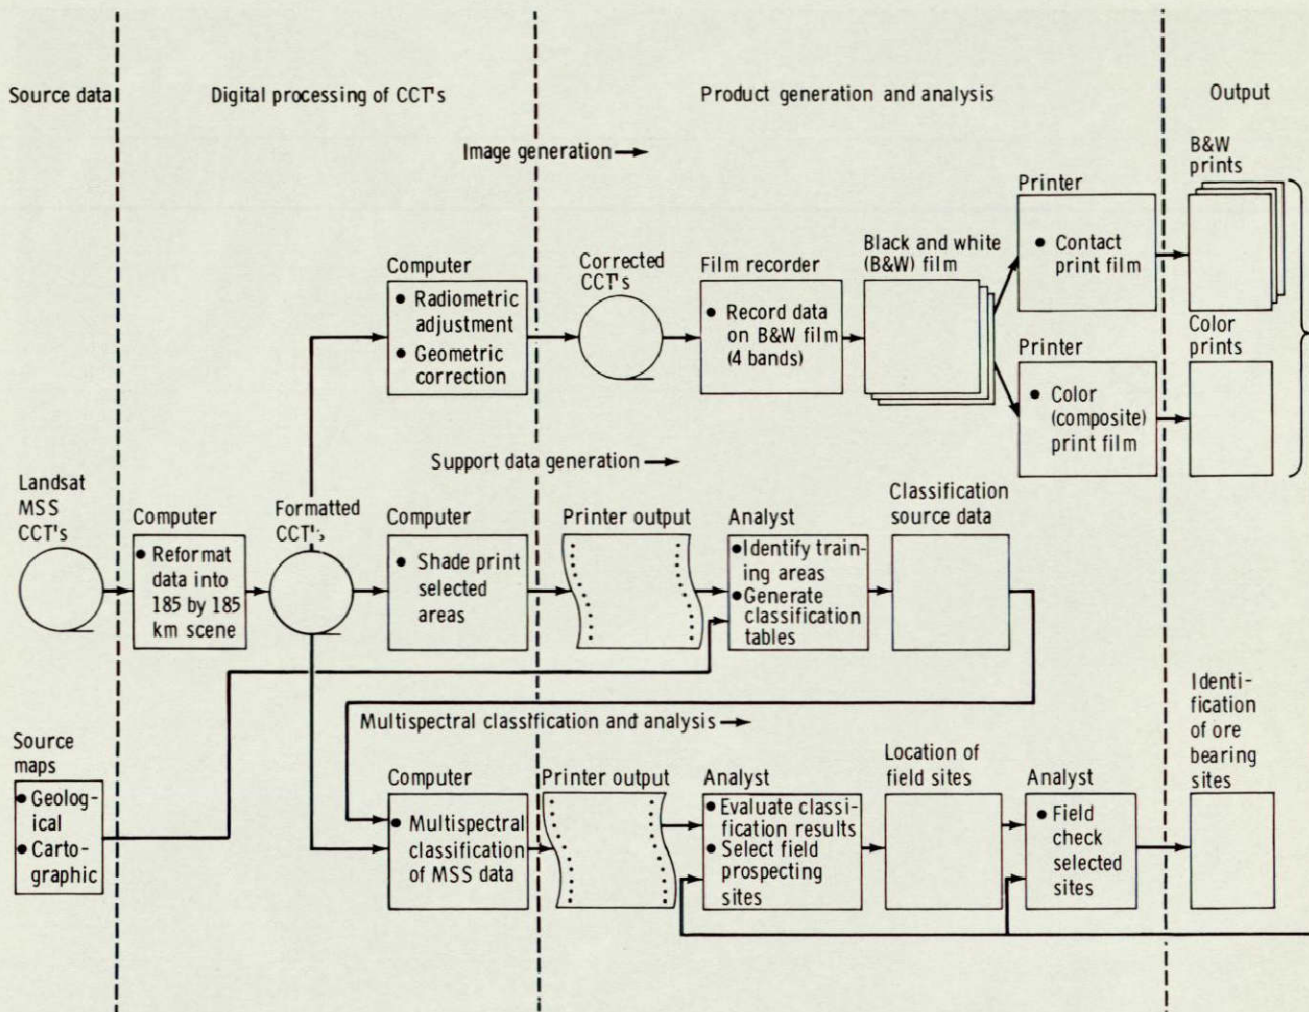 Source data
Digital processing of CCT's
Product generation and analysis
Output
Image generation →
B&W
prints
Printer
• Contact
print film
Black and white
(B&W) film
Corrected
CCT's
Film recorder
• Record data
on B&W film
(4 bands)
Computer
• Radiometric
adjustment
• Geometric
correction
Color
prints
Printer
• Color
(composite)
print film
Support data generation →
Landsat
MSS
CCT's
Computer
• Reformat
data into
185 by 185
km scene
Formatted
CCT's
Computer
• Shade print
selected
areas
Printer output
Analyst
• Identify train-
ing areas
• Generate
classification
tables
Classification
source data
Multispectral classification and analysis →
Source
maps
• Geolog-
ical
• Carto-
graphic
Computer
• Multispectral
classification
of MSS data
Printer output
Analyst
• Evaluate classi-
fication results
• Select field
prospecting
sites
Location of
field sites
Analyst
• Field
check
selected
sites
Identi-
fication
of ore
bearing
sites